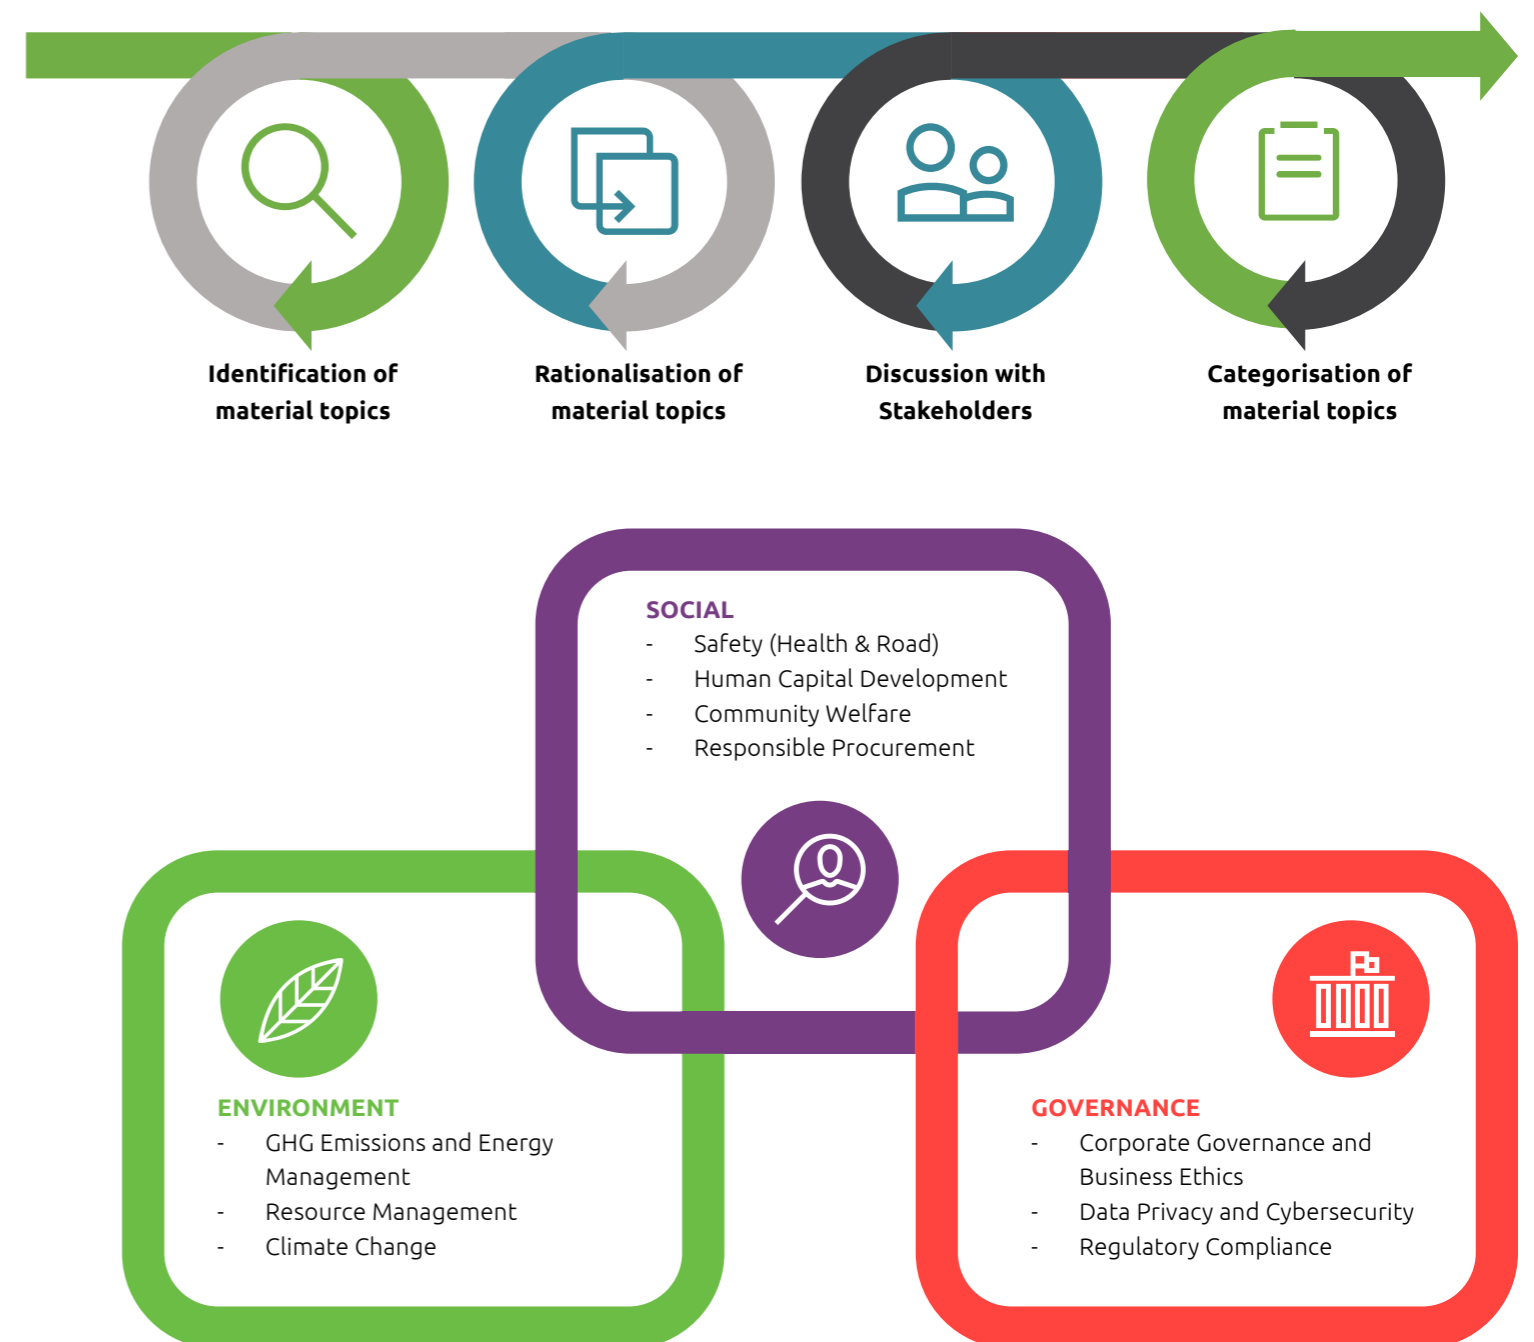 Identification of
material topics
Rationalisation of
material topics
Discussion with
Stakeholders
Categorisation of
material topics
SOCIAL
- Safety (Health & Road)
- Human Capital Development
- Community Welfare
- Responsible Procurement
ENVIRONMENT
- GHG Emissions and Energy
Management
- Resource Management
- Climate Change
GOVERNANCE
- Corporate Governance and
Business Ethics
- Data Privacy and Cybersecurity
- Regulatory Compliance